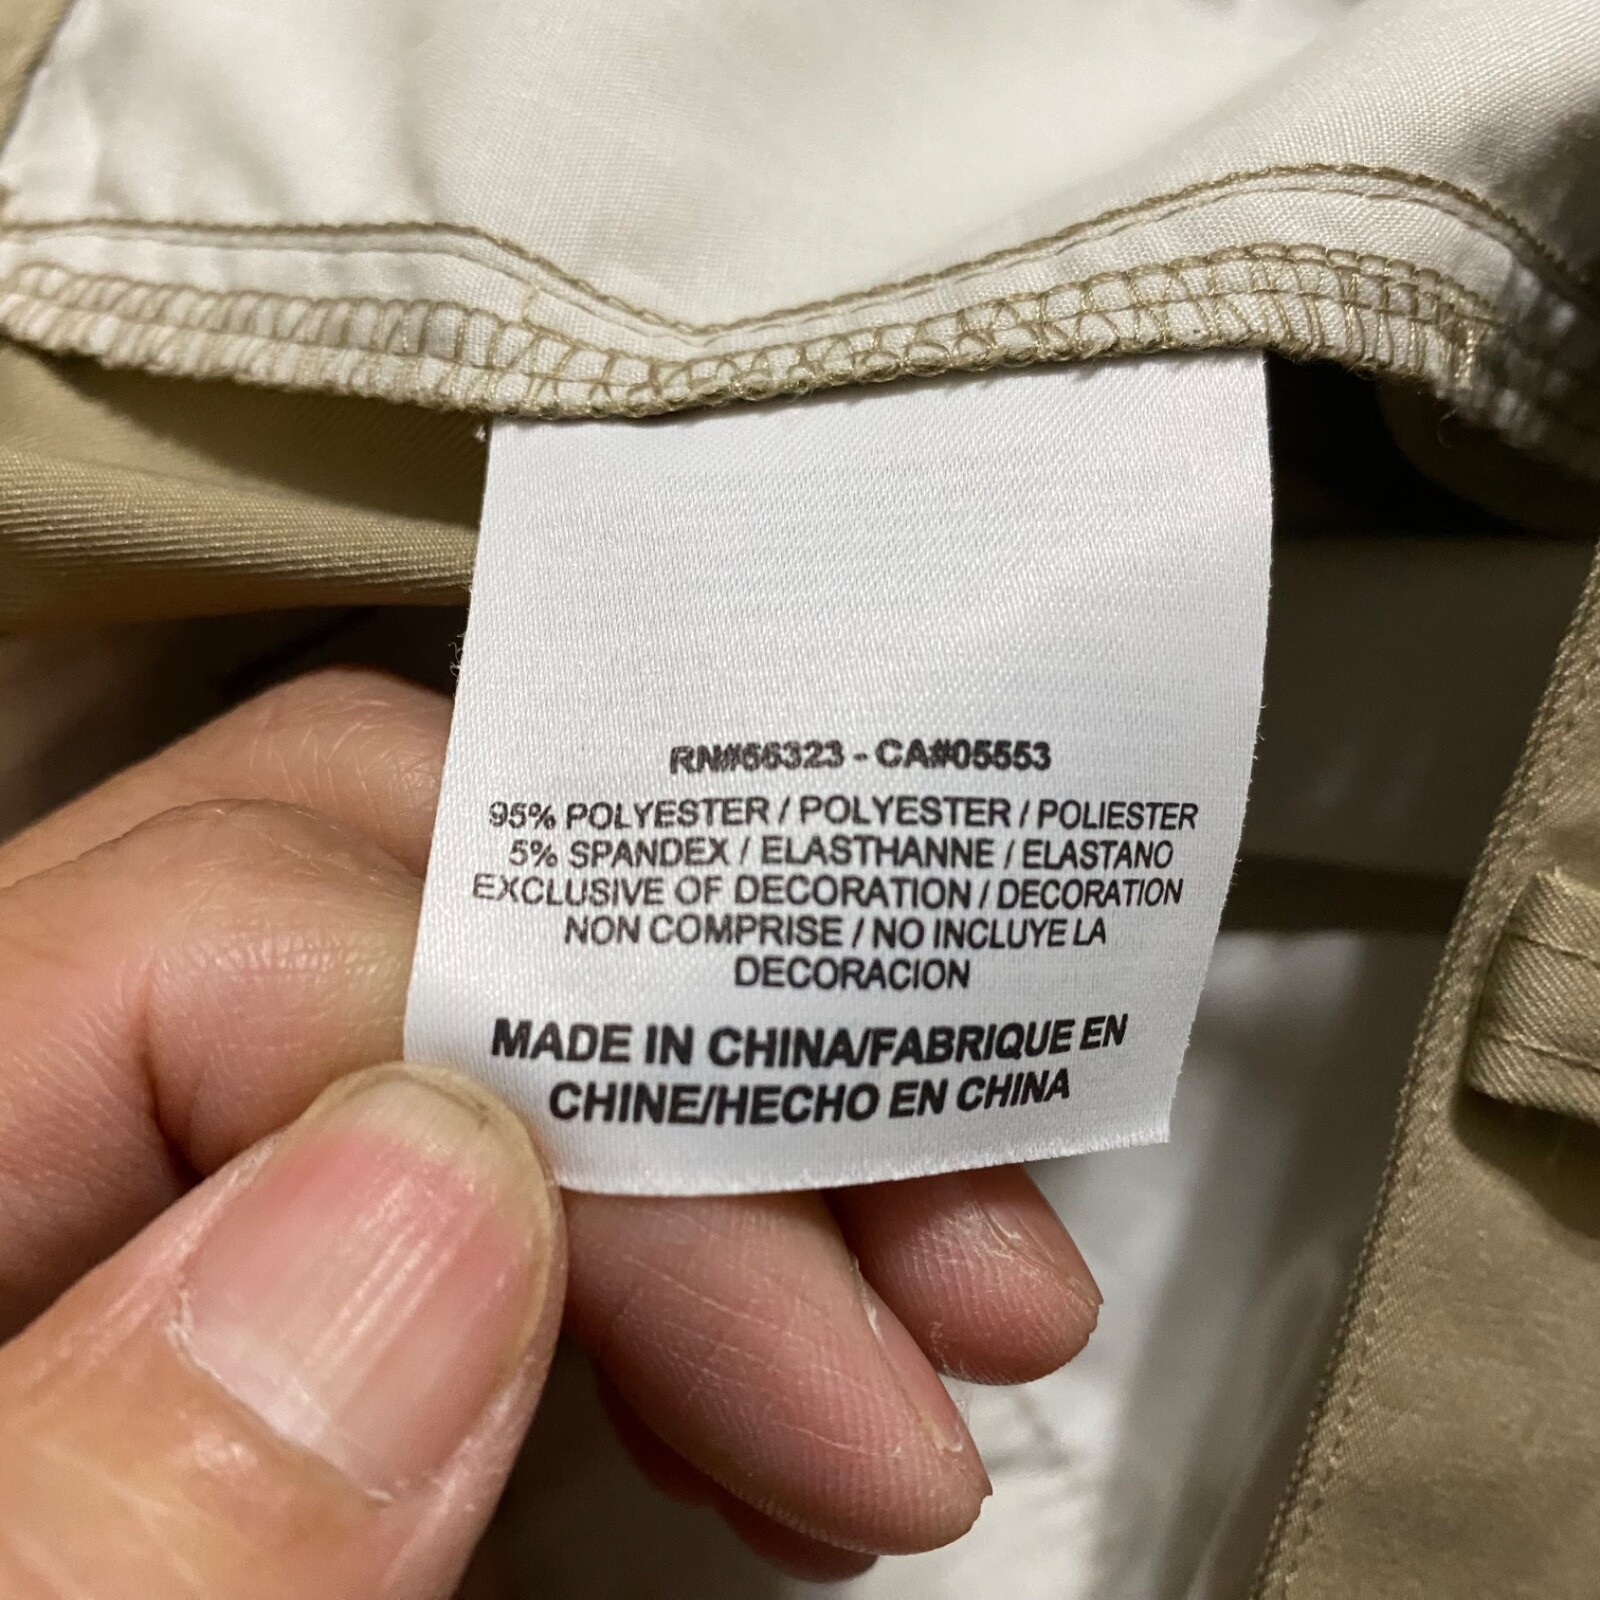 RN#56323 - CA#05553
95% POLYESTER / POLYESTER / POLIESTER
5% SPANDEX / ELASTHANNE / ELASTANO
EXCLUSIVE OF DECORATION / DECORATION
NON COMPRISE / NO INCLUYE LA
DECORACION
MADE IN CHINA/FABRIQUE EN
CHINE/HECHO EN CHINA